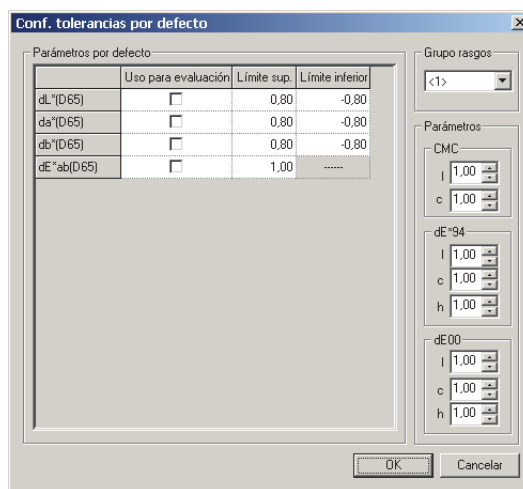 Conf. tolerancias por defecto
Parámetros por defecto
Uso para evaluación Límite sup. Límite inferior
dL*(D65) 0,80 -0,80
da*(D65) 0,80 -0,80
db*(D65) 0,80 -0,80
dE*ab(D65) 1,00 ------
Grupo rasgos
<1>
Parámetros
CMC
l 1,00
c 1,00
dE*94
l 1,00
c 1,00
h 1,00
dE00
l 1,00
c 1,00
h 1,00
OK Cancelar